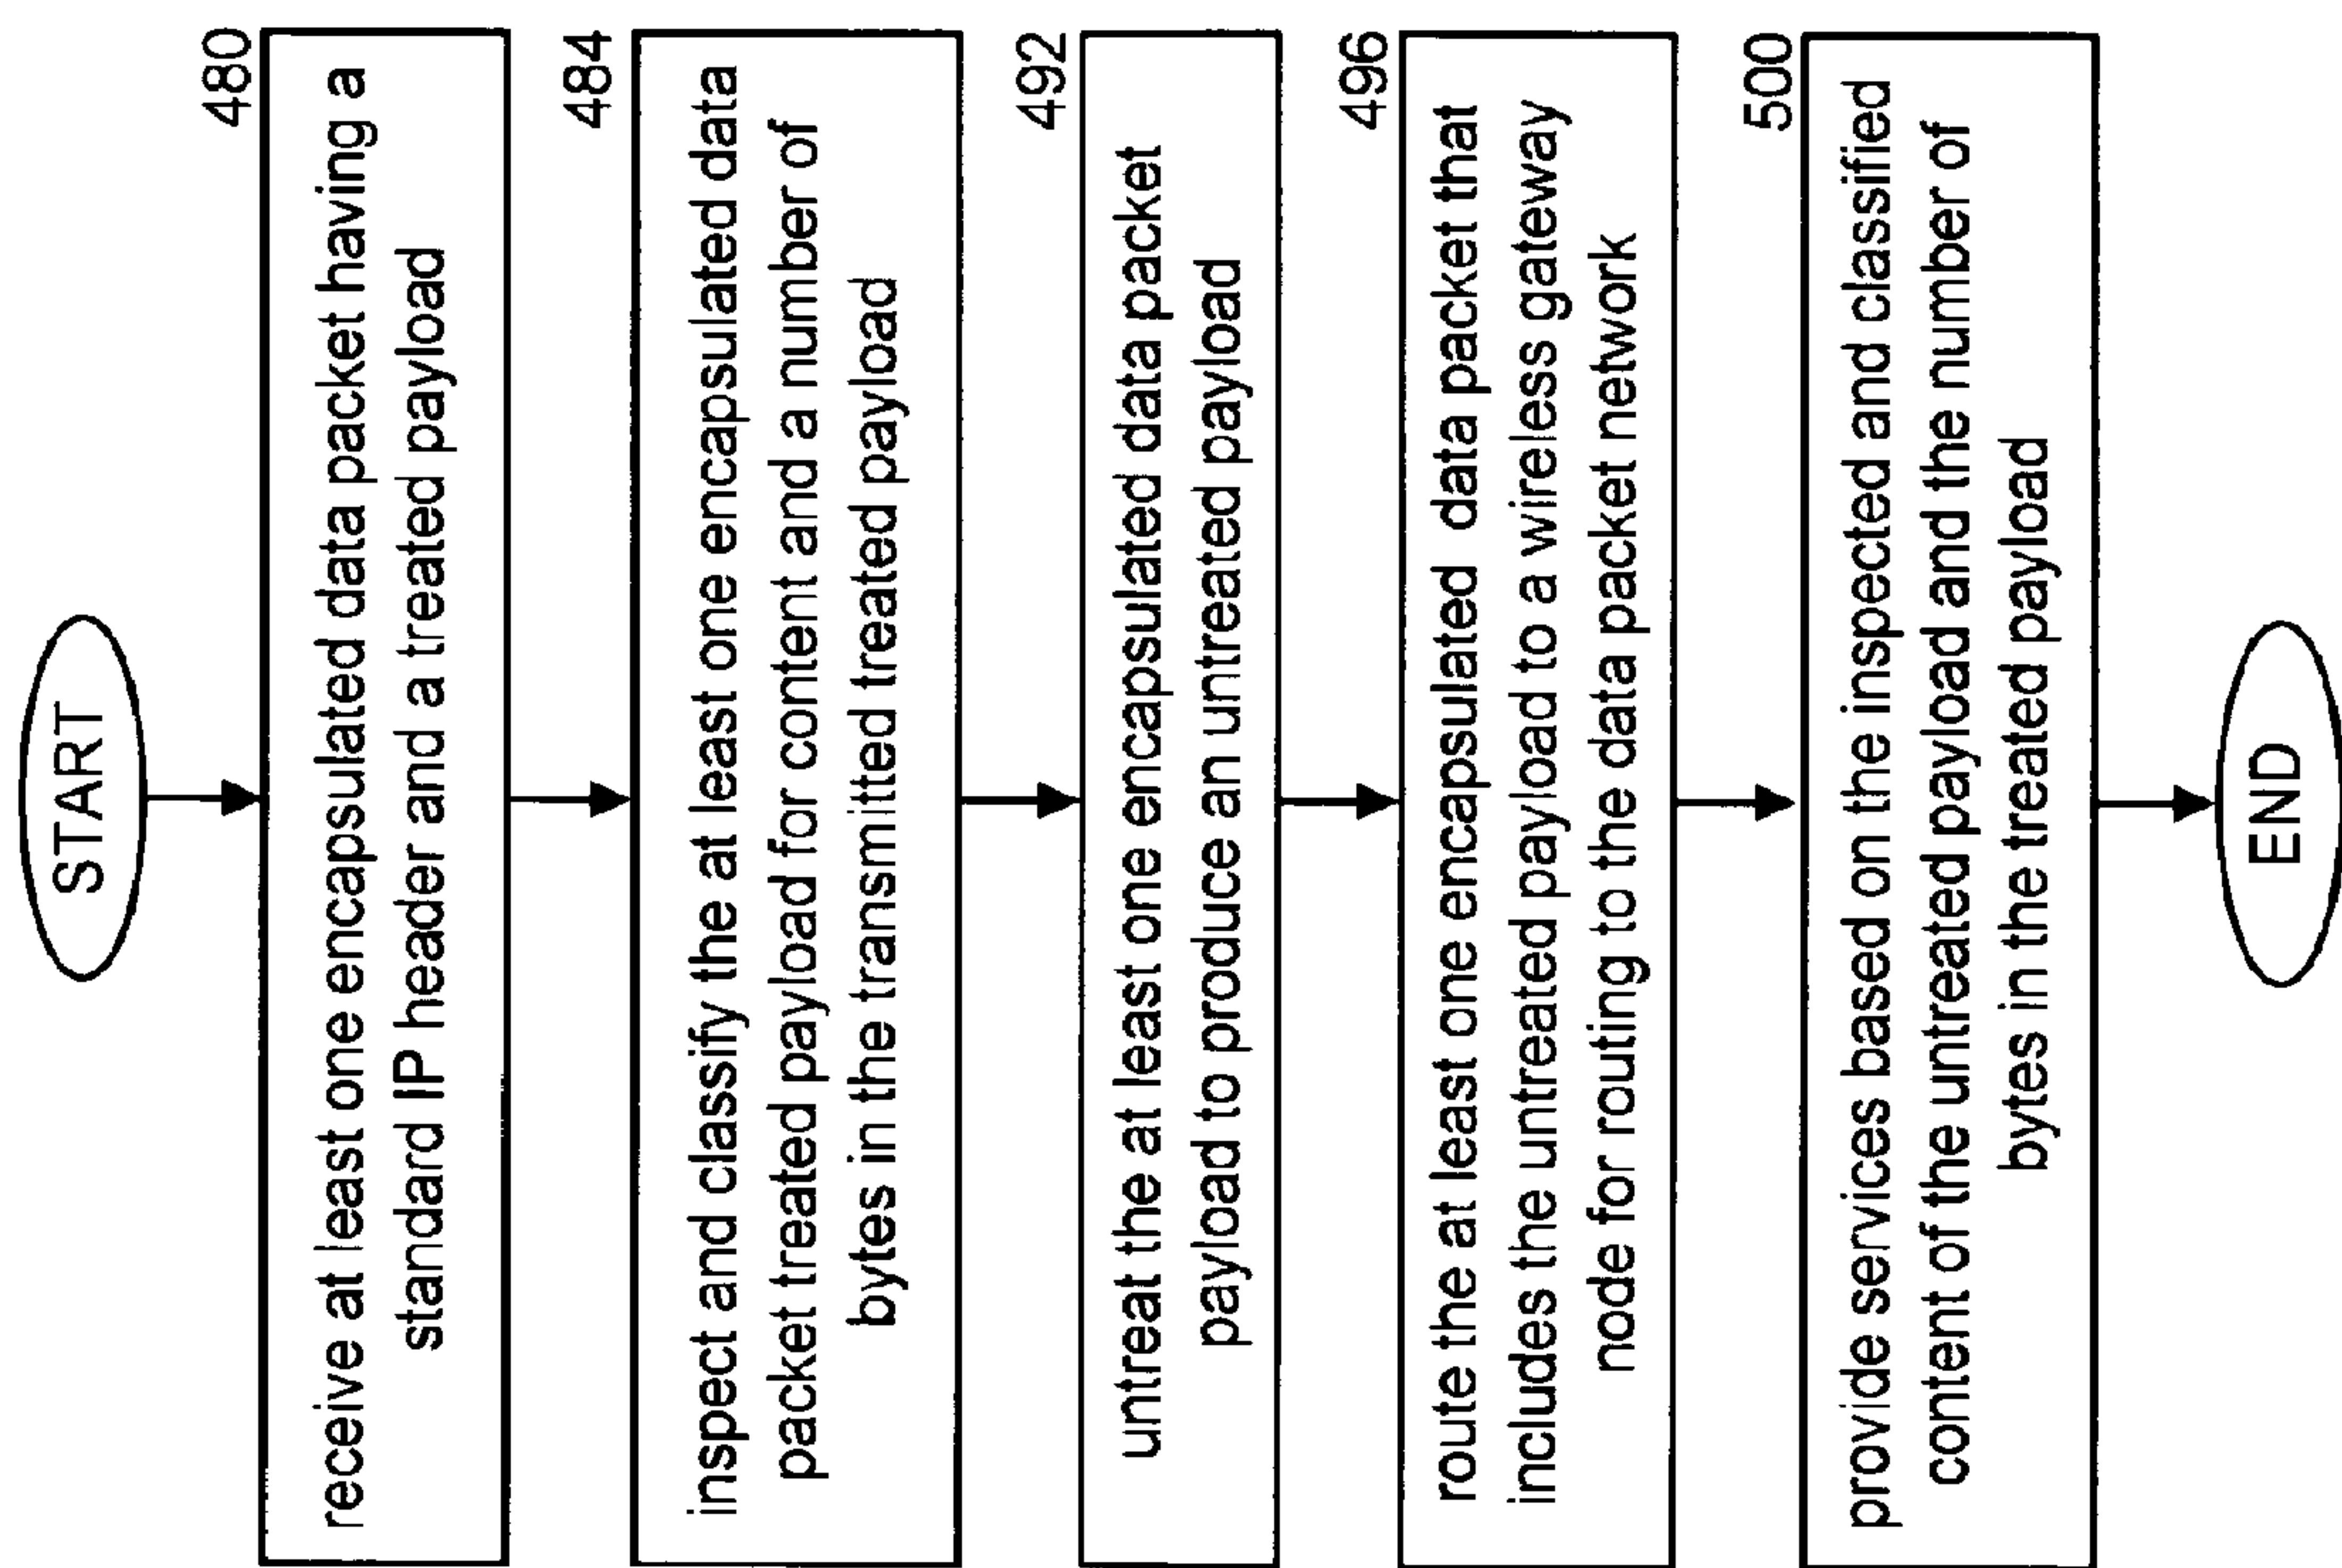 START
480
receive at least one encapsulated data packet having a
standard IP header and a treated payload
484
inspect and classify the at least one encapsulated data
packet treated payload for content and a number of
bytes in the transmitted treated payload
492
untreat the at least one encapsulated data packet
payload to produce an untreated payload
496
route the at least one encapsulated data packet that
includes the untreated payload to a wireless gateway
node for routing to the data packet network
500
provide services based on the inspected and classified
content of the untreated payload and the number of
bytes in the treated payload
END